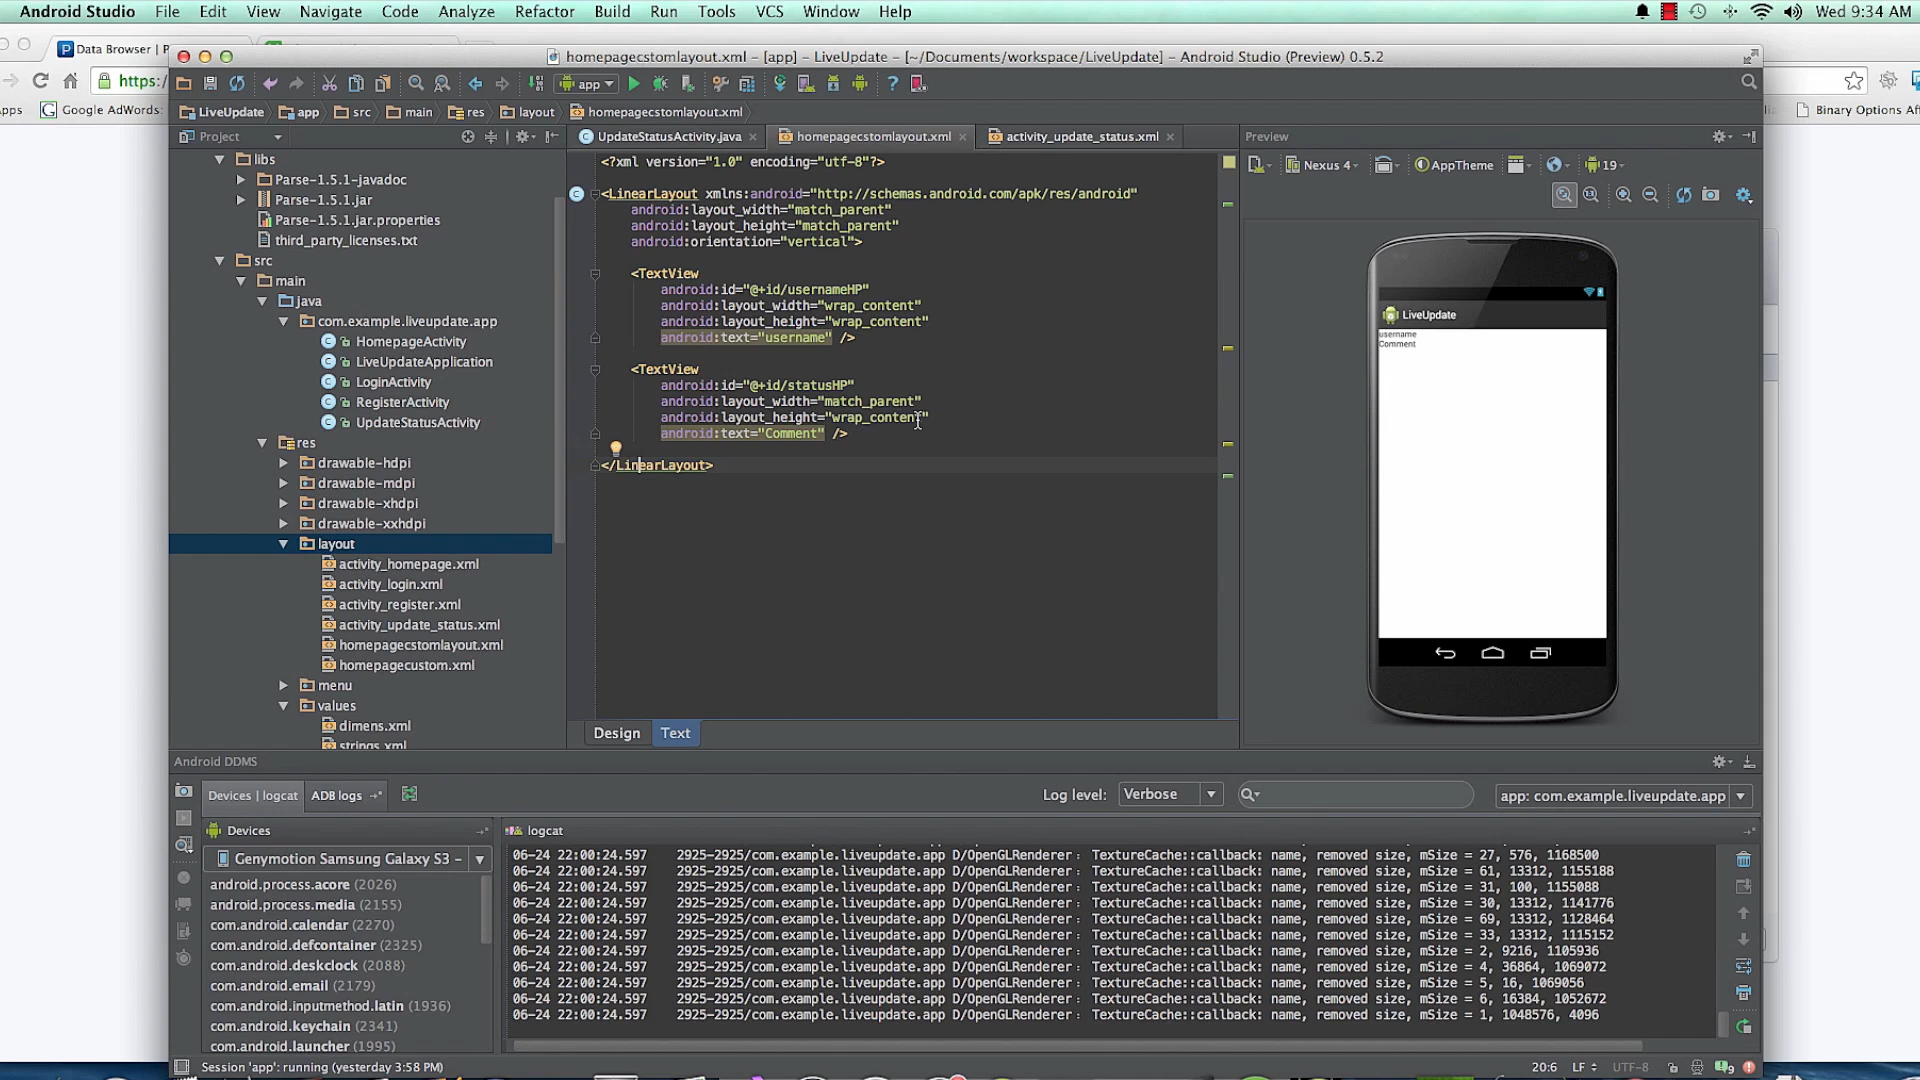 Android Studio File Edit View Navigate Code Analyze Refactor Build Run Tools VCS Window Help Wed 9:34 AM
Data Browser | P
homepagecstomlayout.xml – [app] – LiveUpdate – [~/Documents/workspace/LiveUpdate] – Android Studio (Preview) 0.5.2
https:/
app
Apps Google AdWords:
Binary Options Af
LiveUpdate app src main res layout homepagecstomlayout.xml
Project
UpdateStatusActivity.java homepagecstomlayout.xml activity_update_status.xml
Preview
Nexus 4 AppTheme 19
libs
Parse-1.5.1-javadoc
Parse-1.5.1.jar
Parse-1.5.1.jar.properties
third_party_licenses.txt
src
main
java
com.example.liveupdate.app
HomepageActivity
LiveUpdateApplication
LoginActivity
RegisterActivity
UpdateStatusActivity
res
drawable-hdpi
drawable-mdpi
drawable-xhdpi
drawable-xxhdpi
layout
activity_homepage.xml
activity_login.xml
activity_register.xml
activity_update_status.xml
homepagecstomlayout.xml
homepagecustom.xml
menu
values
dimens.xml
strings.xml
<?xml version="1.0" encoding="utf-8"?>
<LinearLayout xmlns:android="http://schemas.android.com/apk/res/android"
android:layout_width="match_parent"
android:layout_height="match_parent"
android:orientation="vertical">
<TextView
android:id="@+id/usernameHP"
android:layout_width="wrap_content"
android:layout_height="wrap_content"
android:text="username" />
<TextView
android:id="@+id/statusHP"
android:layout_width="match_parent"
android:layout_height="wrap_content"
android:text="Comment" />
</LinearLayout>
Design Text
LiveUpdate
username
Comment
Android DDMS
Devices | logcat ADB logs
Log level: Verbose
app: com.example.liveupdate.app
Devices
Genymotion Samsung Galaxy S3 –
android.process.acore (2026)
android.process.media (2155)
com.android.calendar (2270)
com.android.defcontainer (2325)
com.android.deskclock (2088)
com.android.email (2179)
com.android.inputmethod.latin (1936)
com.android.keychain (2341)
com.android.launcher (1995)
logcat
06-24 22:00:24.597 2925-2925/com.example.liveupdate.app D/OpenGLRenderer: TextureCache::callback: name, removed size, mSize = 27, 576, 1168500
06-24 22:00:24.597 2925-2925/com.example.liveupdate.app D/OpenGLRenderer: TextureCache::callback: name, removed size, mSize = 61, 13312, 1155188
06-24 22:00:24.597 2925-2925/com.example.liveupdate.app D/OpenGLRenderer: TextureCache::callback: name, removed size, mSize = 31, 100, 1155088
06-24 22:00:24.597 2925-2925/com.example.liveupdate.app D/OpenGLRenderer: TextureCache::callback: name, removed size, mSize = 30, 13312, 1141776
06-24 22:00:24.597 2925-2925/com.example.liveupdate.app D/OpenGLRenderer: TextureCache::callback: name, removed size, mSize = 69, 13312, 1128464
06-24 22:00:24.597 2925-2925/com.example.liveupdate.app D/OpenGLRenderer: TextureCache::callback: name, removed size, mSize = 33, 13312, 1115152
06-24 22:00:24.597 2925-2925/com.example.liveupdate.app D/OpenGLRenderer: TextureCache::callback: name, removed size, mSize = 2, 9216, 1105936
06-24 22:00:24.597 2925-2925/com.example.liveupdate.app D/OpenGLRenderer: TextureCache::callback: name, removed size, mSize = 4, 36864, 1069072
06-24 22:00:24.597 2925-2925/com.example.liveupdate.app D/OpenGLRenderer: TextureCache::callback: name, removed size, mSize = 5, 16, 1069056
06-24 22:00:24.597 2925-2925/com.example.liveupdate.app D/OpenGLRenderer: TextureCache::callback: name, removed size, mSize = 6, 16384, 1052672
06-24 22:00:24.597 2925-2925/com.example.liveupdate.app D/OpenGLRenderer: TextureCache::callback: name, removed size, mSize = 1, 1048576, 4096
Session 'app': running (yesterday 3:58 PM)
20:6 LF UTF-8 9